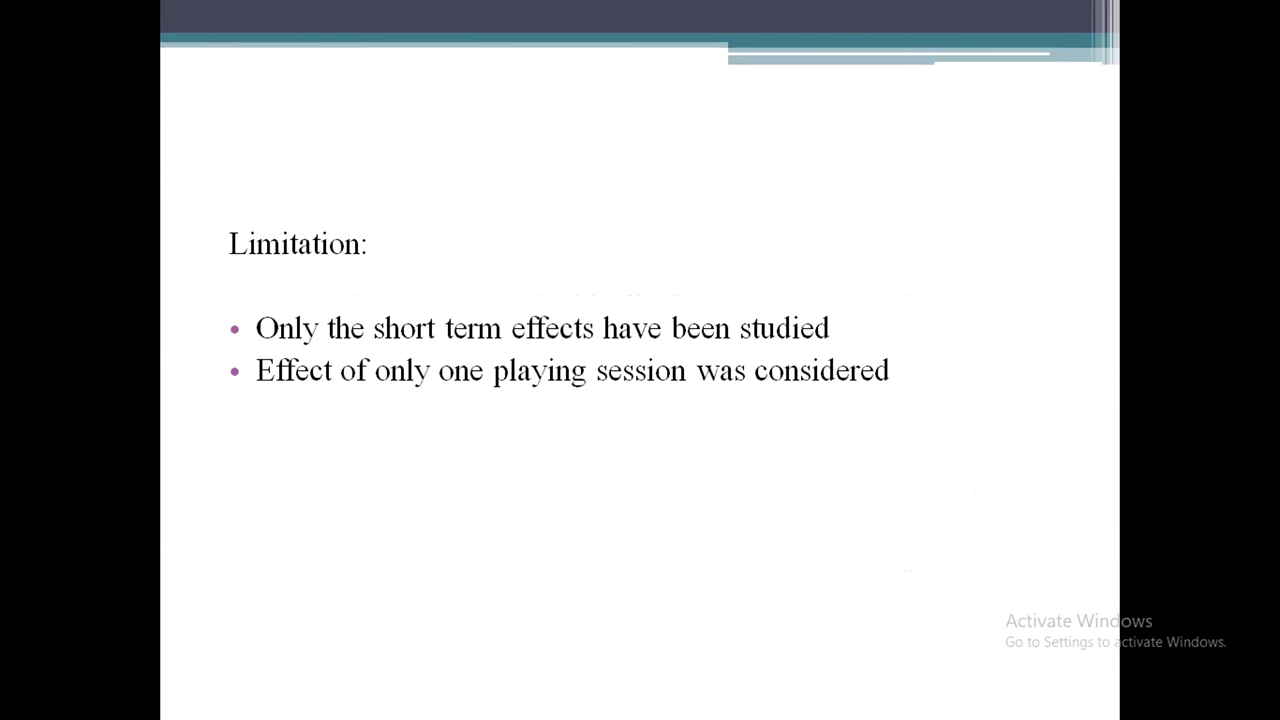 Limitation:
• Only the short term effects have been studied
• Effect of only one playing session was considered
Activate Windows
Go to Settings to activate Windows.